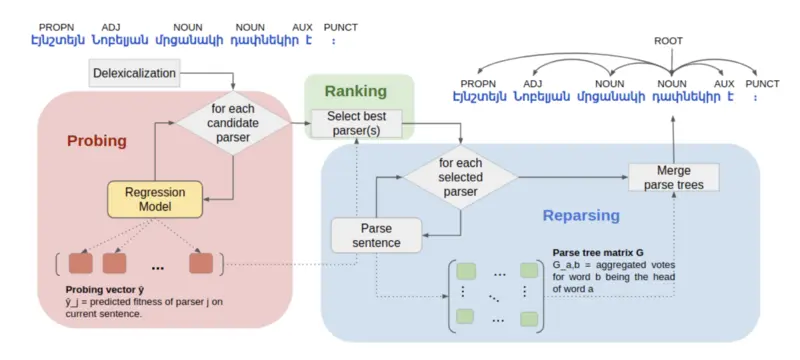 PROPN ADJ NOUN NOUN AUX PUNCT
Էյնշտեյն Նոբելյան մրցանակի դափնեկիր է :
Delexicalization
for each
candidate
parser
Probing
Regression
Model
...
Probing vector ŷ
ŷ_j = predicted fitness of parser j on
current sentence.
Ranking
Select best
parser(s)
for each
selected
parser
Parse
sentence
Reparsing
Merge
parse trees
Parse tree matrix G
G_a,b = aggregated votes
for word b being the head
of word a
ROOT
PROPN ADJ NOUN NOUN AUX PUNCT
Էյնշտեյն Նոբելյան մրցանակի դափնեկիր է :